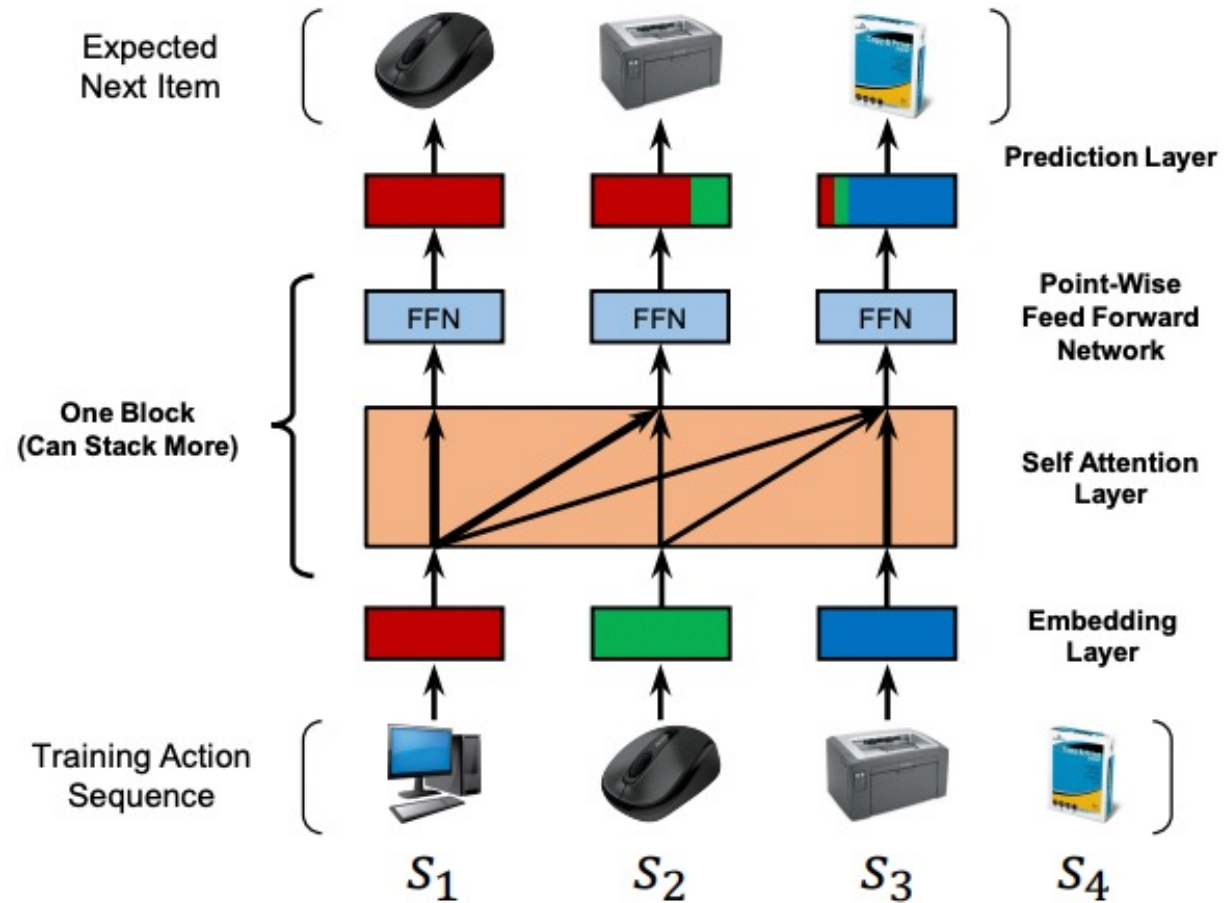 Expected
Next Item
Prediction Layer
FFN
FFN
FFN
Point-Wise
Feed Forward
Network
One Block
(Can Stack More)
Self Attention
Layer
Embedding
Layer
Training Action
Sequence
S1 S2 S3 S4